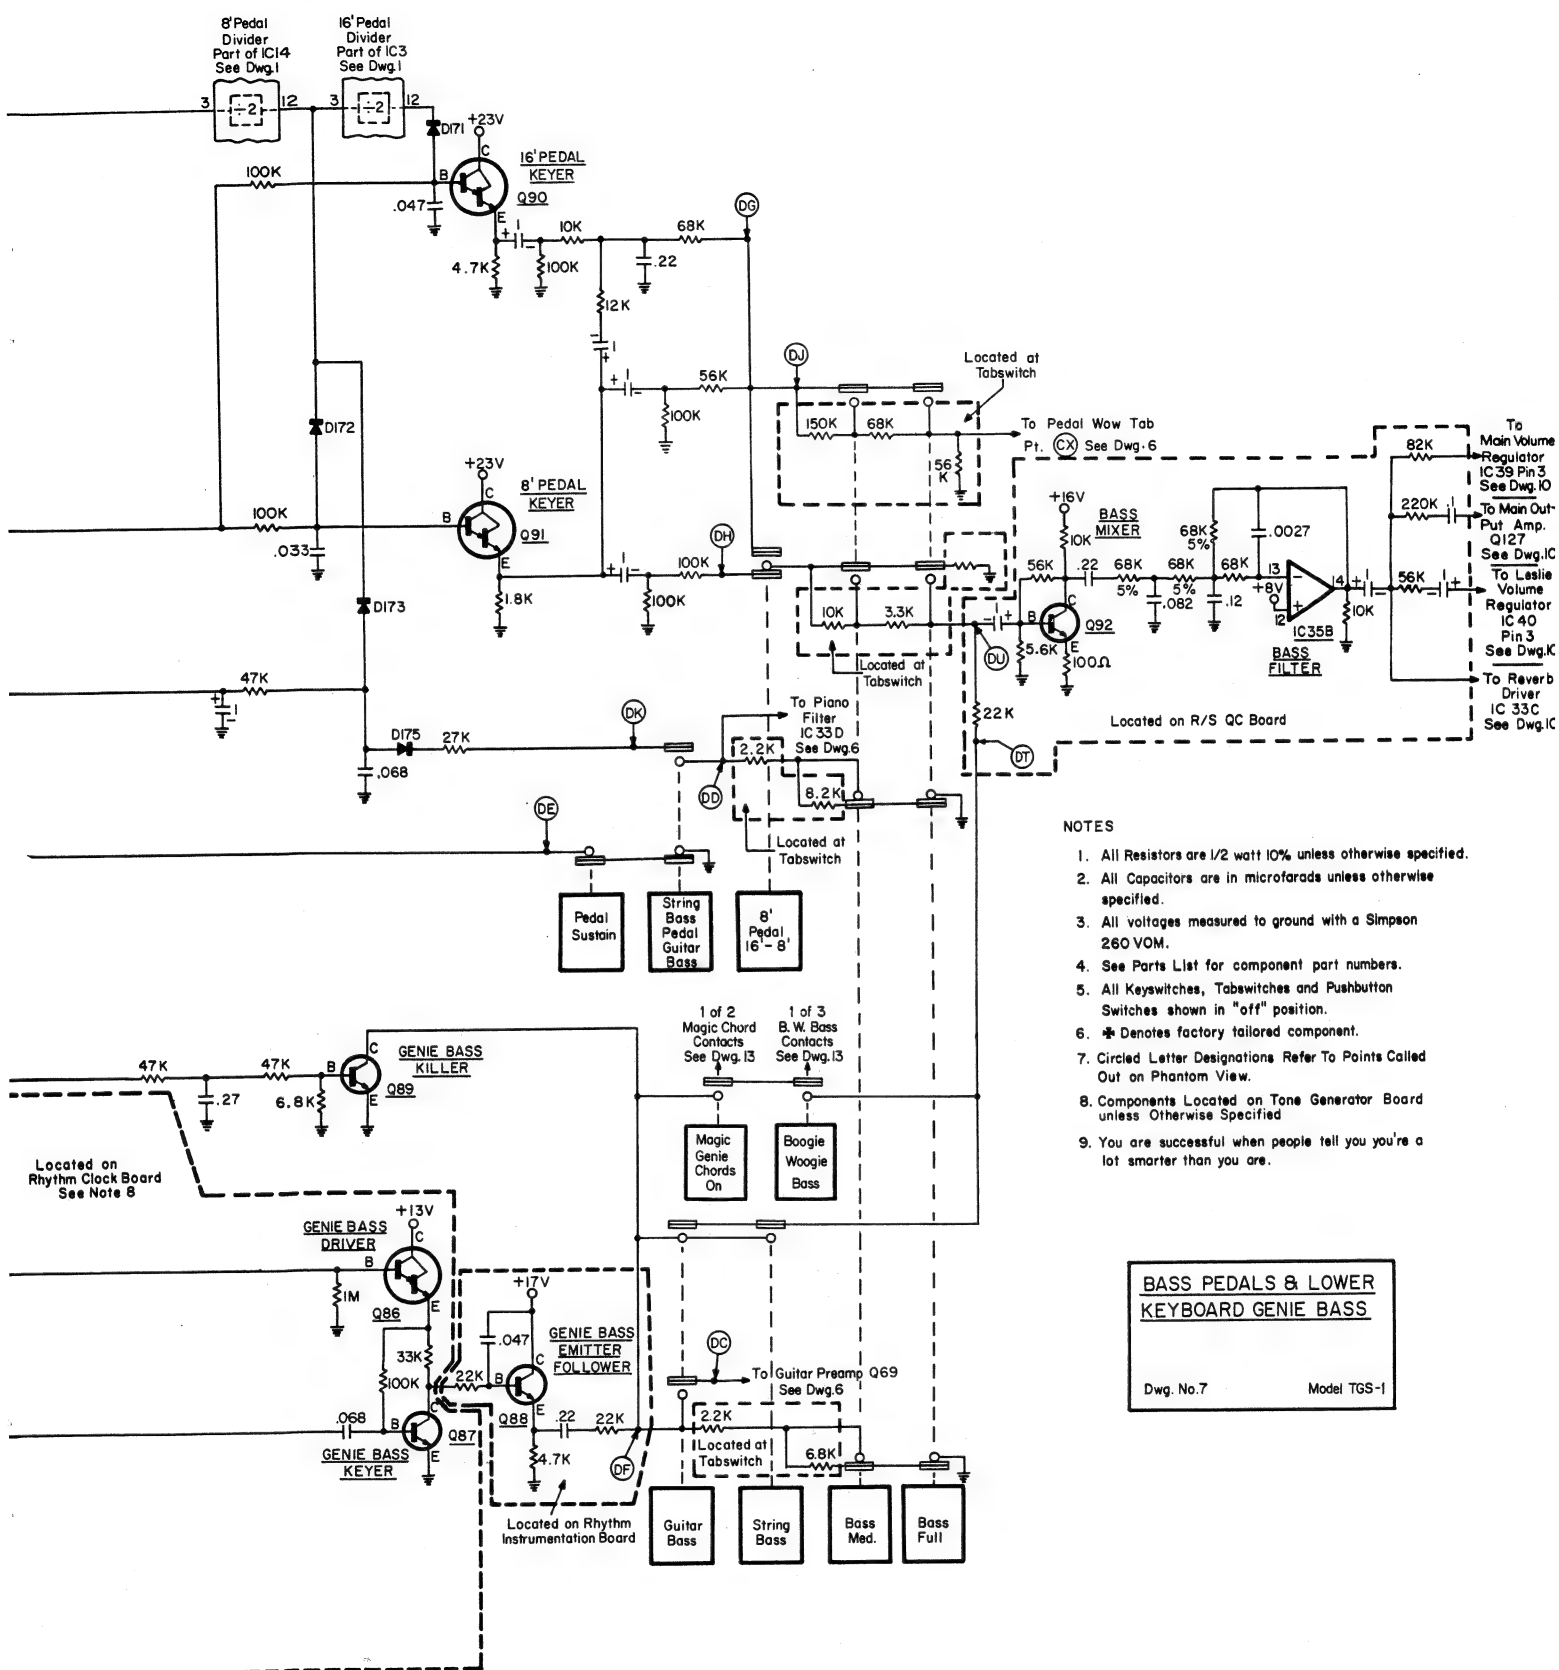 8' Pedal
Divider
Part of IC14
See Dwg.1
16' Pedal
Divider
Part of IC3
See Dwg.1
3
÷2
12
3
÷2
12
D171
+23V
C
B
E
16' PEDAL
KEYER
Q90
100K
.047
+ 1 -
10K
68K
DG
4.7K
100K
.22
12K
- 1 +
+ 1 -
56K
100K
DJ
Located at
Tabswitch
150K
68K
56
K
To Pedal Wow Tab
Pt. CX See Dwg.6
D172
+23V
C
B
E
8' PEDAL
KEYER
Q91
100K
.033
1.8K
+ 1 -
100K
100K
DH
D173
10K
3.3K
Located at
Tabswitch
+16V
10K
BASS
MIXER
56K
.22
68K
5%
68K
5%
68K
5%
68K
.0027
.082
.12
13
-
+8V
12
+
14
IC35B
BASS
FILTER
10K
+ 1 -
- 1 +
B
C
E
Q92
5.6K
100Ω
DU
22K
DT
Located on R/S QC Board
82K
To
Main Volume
Regulator
IC39 Pin 3
See Dwg.10
220K
.1
To Main Out-
Put Amp.
Q127
See Dwg.10
56K
- 1 +
To Leslie
Volume
Regulator
IC 40
Pin 3
See Dwg.10
To Reverb
Driver
IC 33C
See Dwg.10
47K
+ 1 -
D175
27K
DK
.068
To Piano
Filter
IC 33D
See Dwg.6
2.2K
8.2K
DD
Located at
Tabswitch
DE
Pedal
Sustain
String
Bass
Pedal
Guitar
Bass
8'
Pedal
16' - 8'
NOTES
1. All Resistors are 1/2 watt 10% unless otherwise specified.
2. All Capacitors are in microfarads unless otherwise
specified.
3. All voltages measured to ground with a Simpson
260 VOM.
4. See Parts List for component part numbers.
5. All Keyswitches, Tabswitches and Pushbutton
Switches shown in "off" position.
6. ✚ Denotes factory tailored component.
7. Circled Letter Designations Refer To Points Called
Out on Phantom View.
8. Components Located on Tone Generator Board
unless Otherwise Specified
9. You are successful when people tell you you're a
lot smarter than you are.
47K
47K
.27
6.8K
B
C
E
GENIE BASS
KILLER
Q89
1 of 2
Magic Chord
Contacts
See Dwg.13
1 of 3
B.W. Bass
Contacts
See Dwg.13
Magic
Genie
Chords
On
Boogie
Woogie
Bass
Located on
Rhythm Clock Board
See Note 8
+13V
C
B
E
GENIE BASS
DRIVER
1M
Q86
33K
100K
22K
.068
B
C
E
Q87
GENIE BASS
KEYER
+17V
.047
GENIE BASS
EMITTER
FOLLOWER
B
C
E
Q88
.22
22K
4.7K
DF
Located on Rhythm
Instrumentation Board
DC
To Guitar Preamp Q69
See Dwg.6
2.2K
Located at
Tabswitch
6.8K
Guitar
Bass
String
Bass
Bass
Med.
Bass
Full
BASS PEDALS & LOWER
KEYBOARD GENIE BASS
Dwg. No.7
Model TGS-1